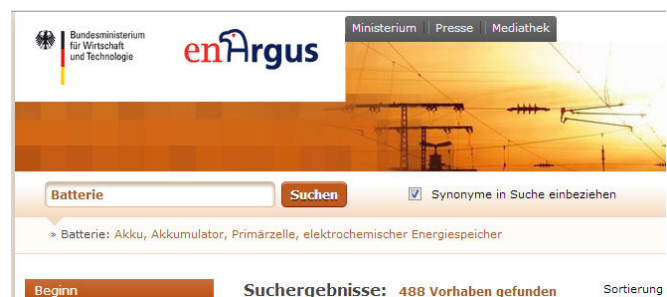 Bundesministerium
für Wirtschaft
und Technologie
enArgus
Ministerium Presse Mediathek
Batterie Suchen Synonyme in Suche einbeziehen
» Batterie: Akku, Akkumulator, Primärzelle, elektrochemischer Energiespeicher
Beginn Suchergebnisse: 488 Vorhaben gefunden Sortierung